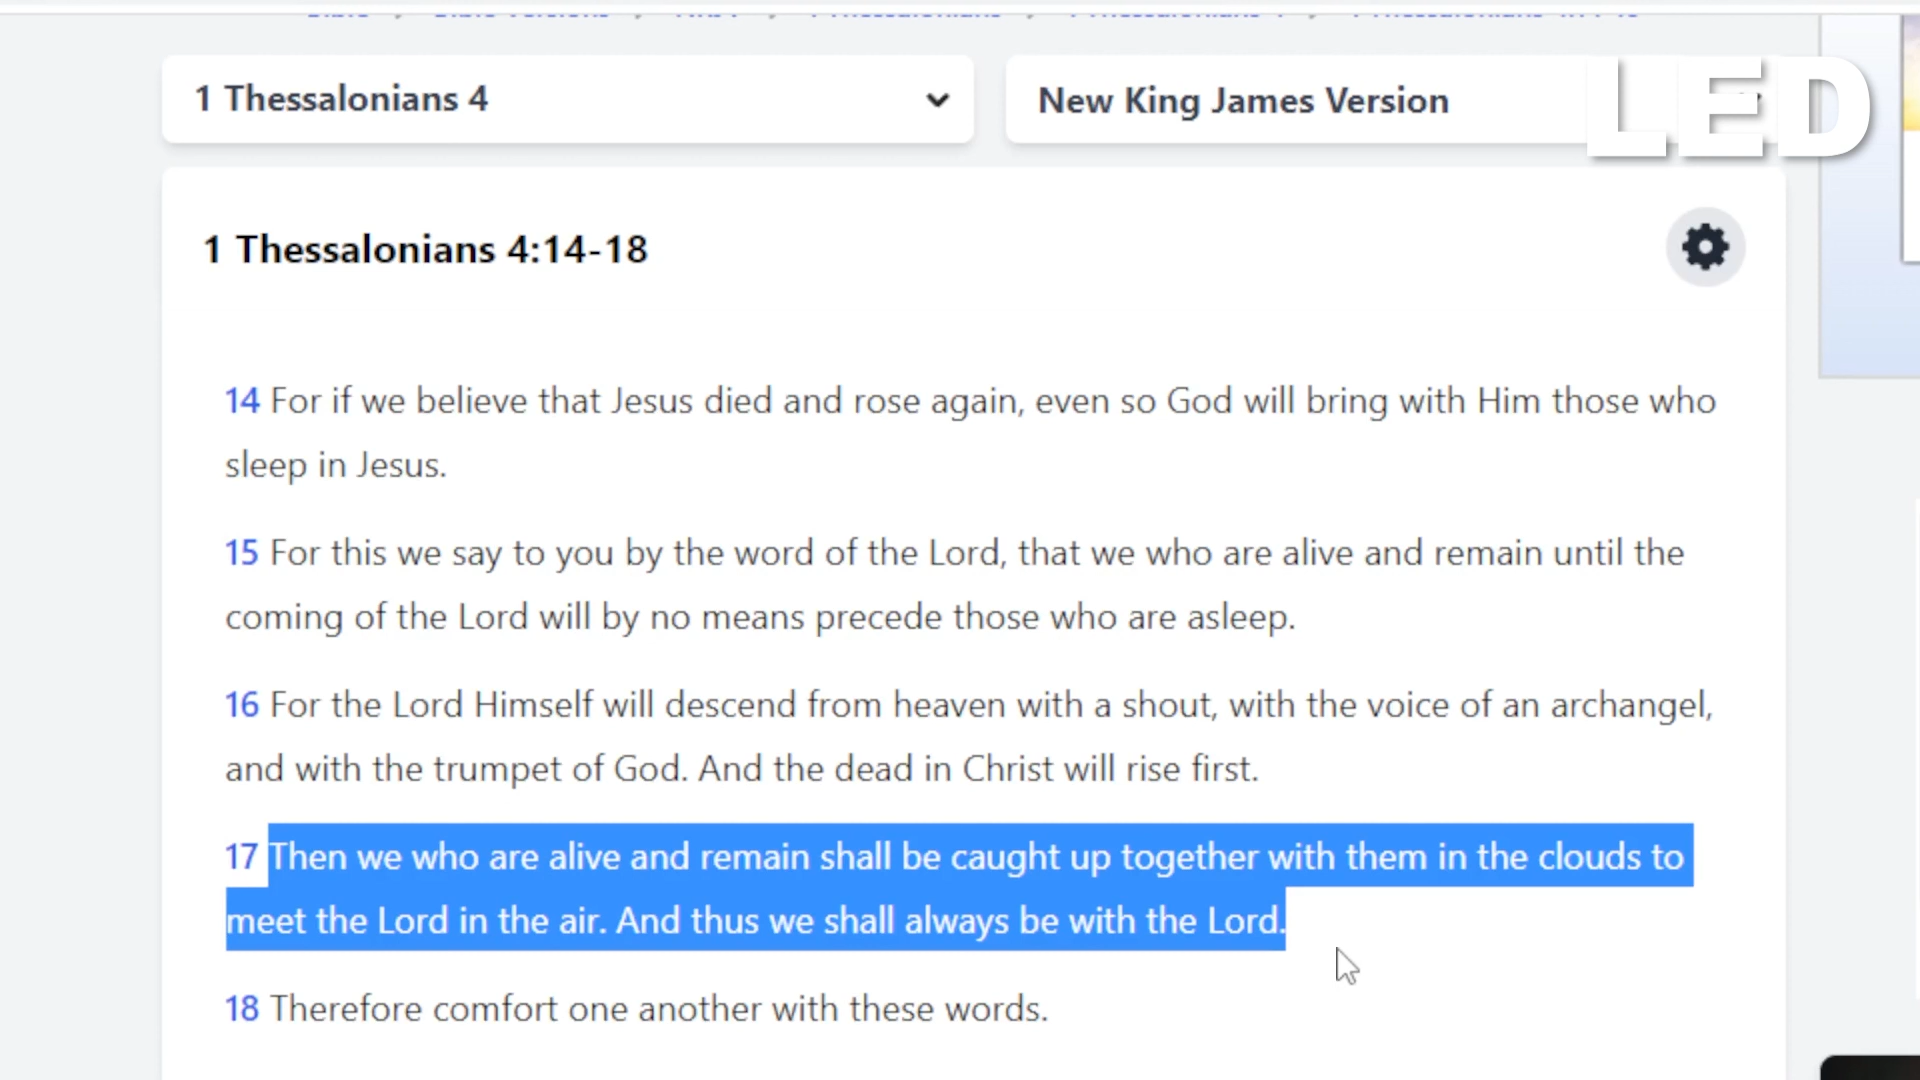 1 Thessalonians 4
New King James Version
LED
1 Thessalonians 4:14-18
14 For if we believe that Jesus died and rose again, even so God will bring with Him those who
sleep in Jesus.
15 For this we say to you by the word of the Lord, that we who are alive and remain until the
coming of the Lord will by no means precede those who are asleep.
16 For the Lord Himself will descend from heaven with a shout, with the voice of an archangel,
and with the trumpet of God. And the dead in Christ will rise first.
17 Then we who are alive and remain shall be caught up together with them in the clouds to
meet the Lord in the air. And thus we shall always be with the Lord.
18 Therefore comfort one another with these words.